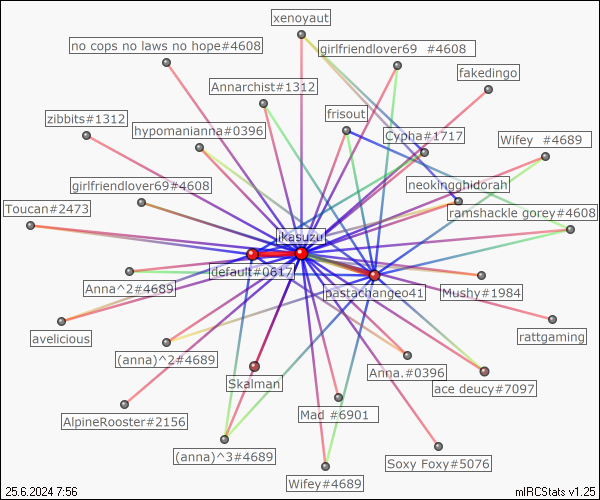 xenoyaut
no cops no laws no hope#4608
girlfriendlover69 #4608
fakedingo
Annarchist#1312
frisout
zibbits#1312
hypomanianna#0396
Cypha#1717
Wifey #4689
girlfriendlover69#4608
neokingghidorah
Toucan#2473
ramshackle gorey#4608
ikasuzu
default#0617
Anna^2#4689
pastachangeo41
Mushy#1984
avelicious
rattgaming
(anna)^2#4689
Anna.#0396
Skalman
ace deucy#7097
AlpineRooster#2156
Mad #6901
(anna)^3#4689
Soxy Foxy#5076
Wifey#4689
25.6.2024 7:56
mIRCStats v1.25